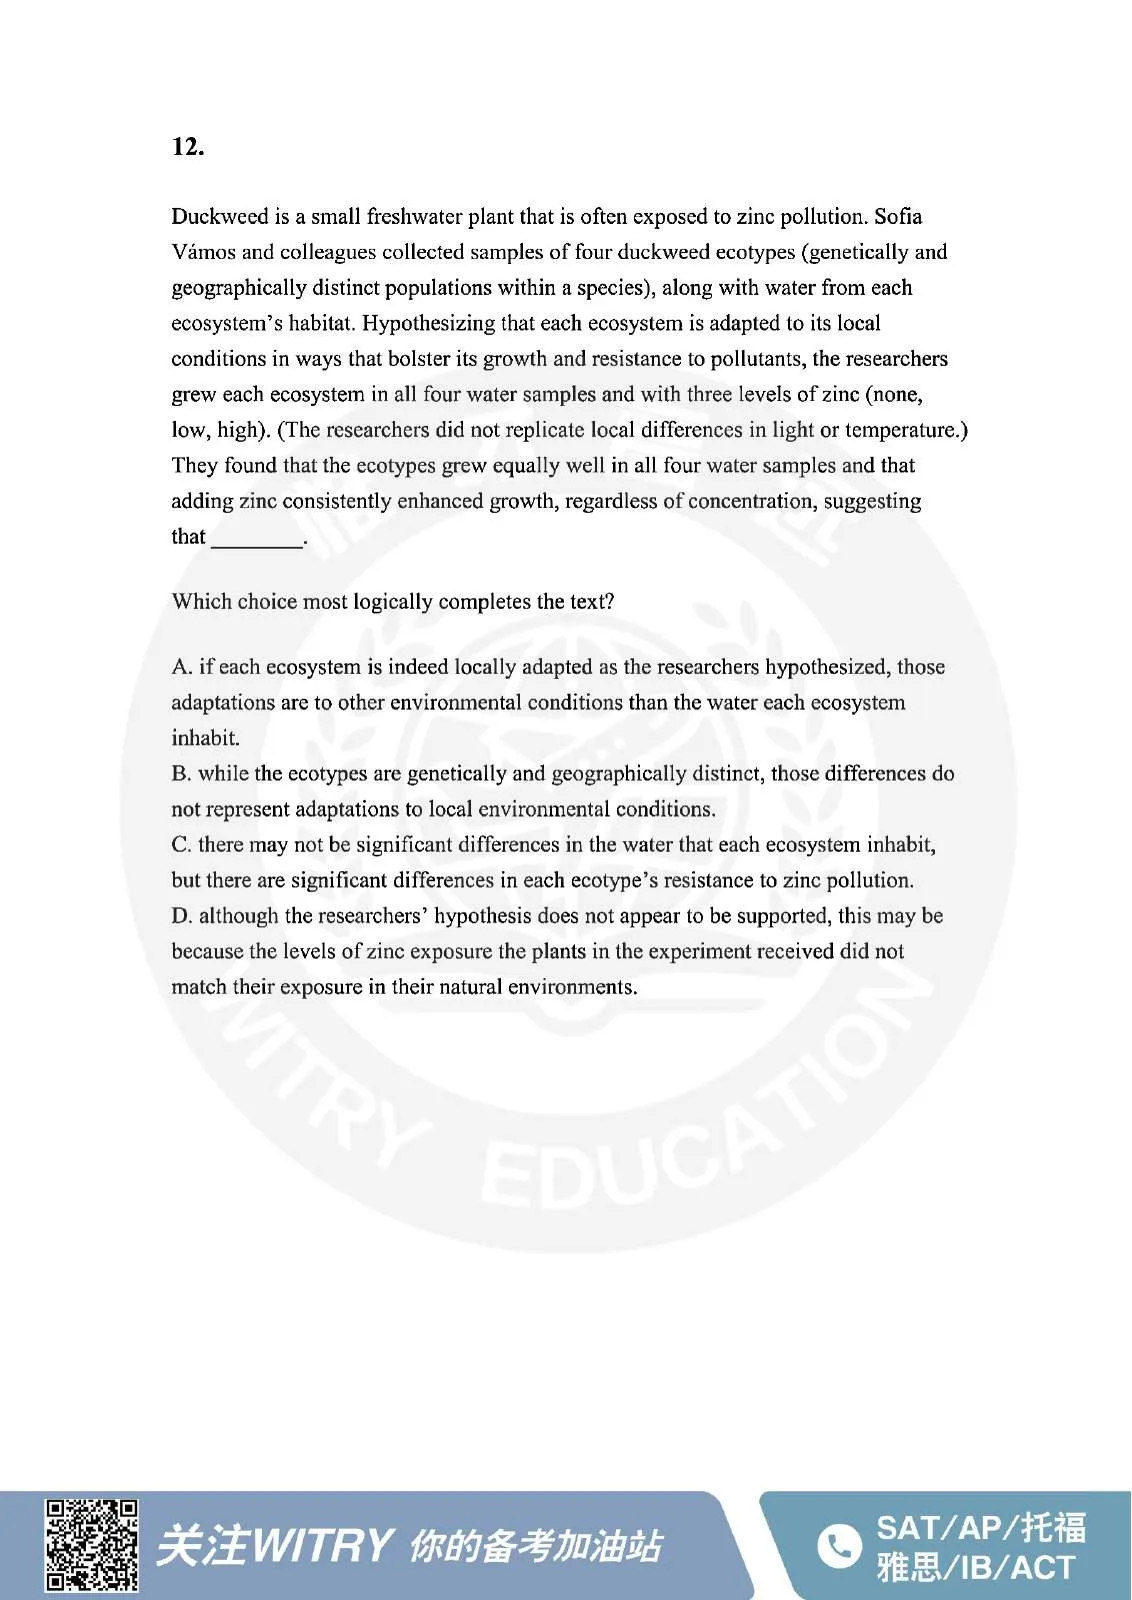 12.
Duckweed is a small freshwater plant that is often exposed to zinc pollution. Sofia
Vámos and colleagues collected samples of four duckweed ecotypes (genetically and
geographically distinct populations within a species), along with water from each
ecosystem’s habitat. Hypothesizing that each ecosystem is adapted to its local
conditions in ways that bolster its growth and resistance to pollutants, the researchers
grew each ecosystem in all four water samples and with three levels of zinc (none,
low, high). (The researchers did not replicate local differences in light or temperature.)
They found that the ecotypes grew equally well in all four water samples and that
adding zinc consistently enhanced growth, regardless of concentration, suggesting
that ________.
Which choice most logically completes the text?
A. if each ecosystem is indeed locally adapted as the researchers hypothesized, those
adaptations are to other environmental conditions than the water each ecosystem
inhabit.
B. while the ecotypes are genetically and geographically distinct, those differences do
not represent adaptations to local environmental conditions.
C. there may not be significant differences in the water that each ecosystem inhabit,
but there are significant differences in each ecotype’s resistance to zinc pollution.
D. although the researchers’ hypothesis does not appear to be supported, this may be
because the levels of zinc exposure the plants in the experiment received did not
match their exposure in their natural environments.
WITRY EDUCATION
关注WITRY 你的备考加油站
SAT/AP/托福
雅思/IB/ACT